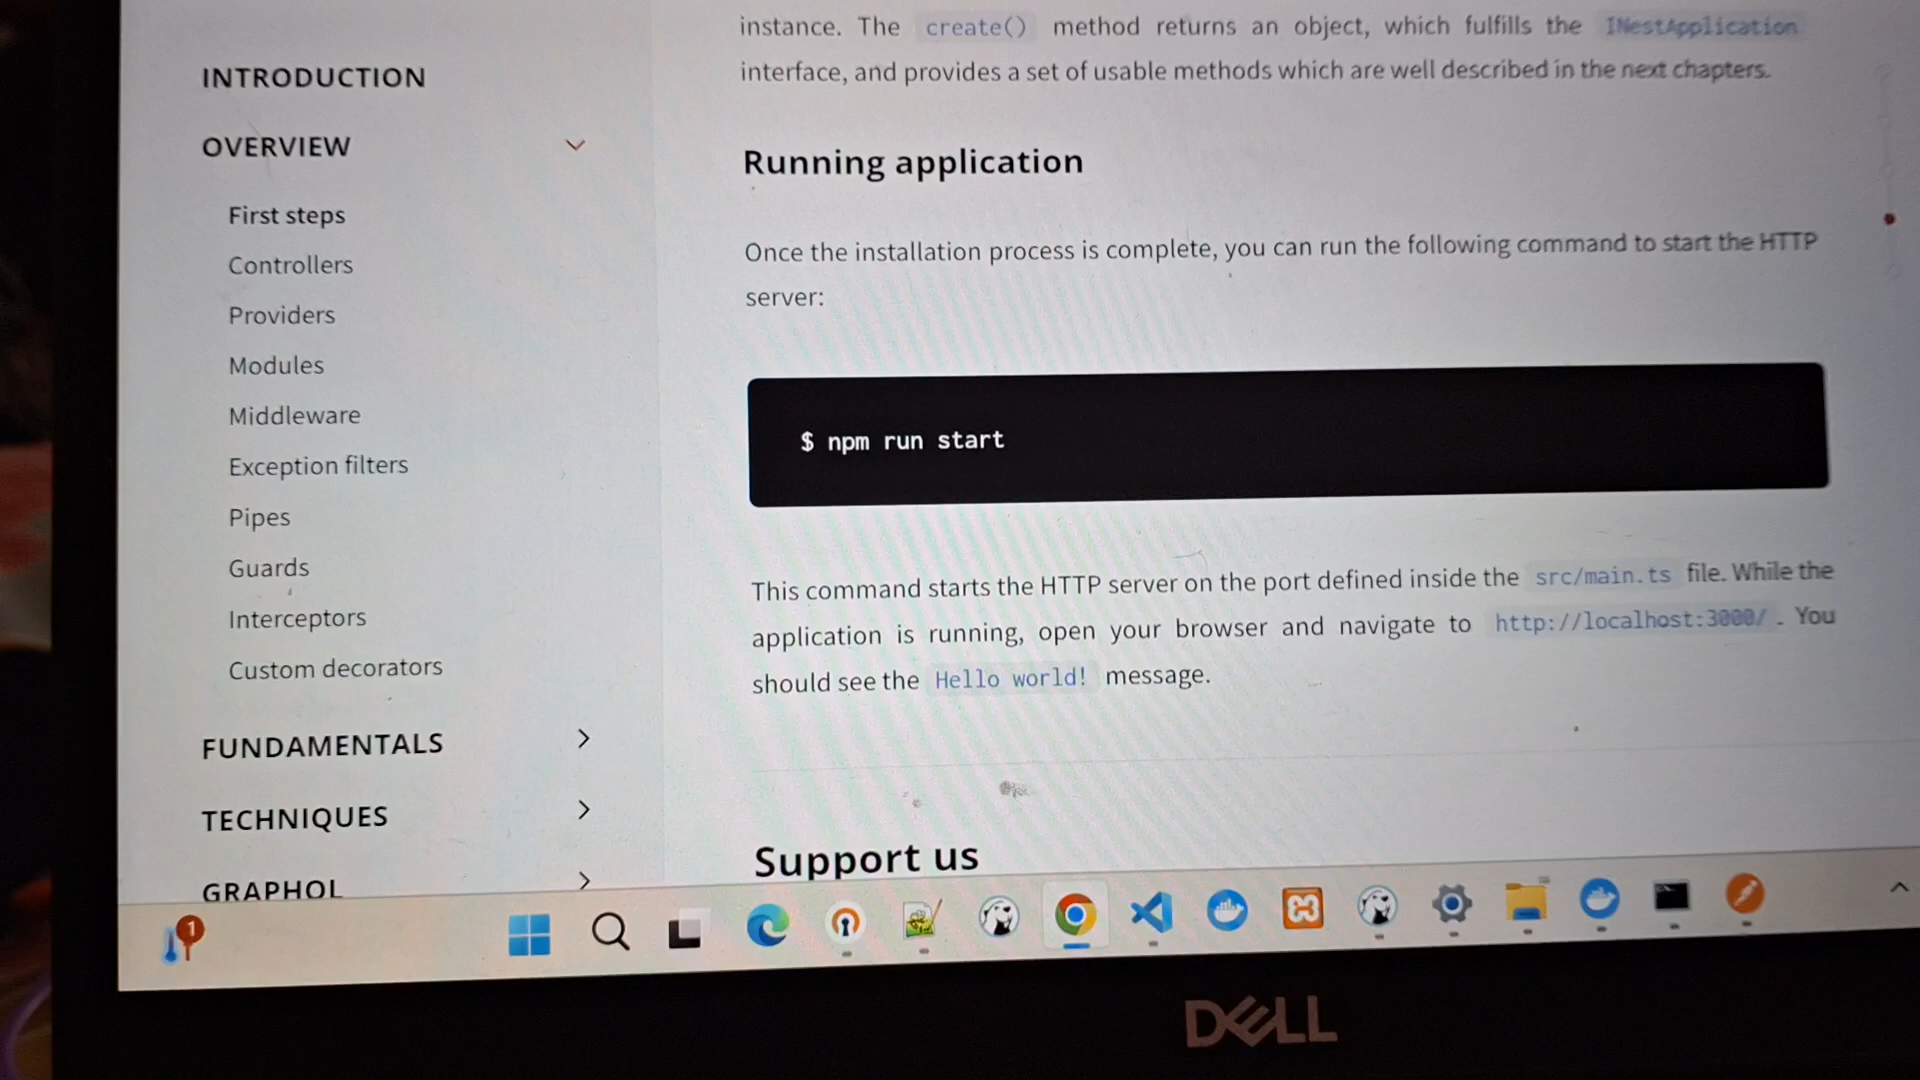 INTRODUCTION
OVERVIEW
First steps
Controllers
Providers
Modules
Middleware
Exception filters
Pipes
Guards
Interceptors
Custom decorators
FUNDAMENTALS
TECHNIQUES
GRAPHQL
instance. The create() method returns an object, which fulfills the INestApplication
interface, and provides a set of usable methods which are well described in the next chapters.
Running application
Once the installation process is complete, you can run the following command to start the HTTP
server:
$ npm run start
This command starts the HTTP server on the port defined inside the src/main.ts file. While the
application is running, open your browser and navigate to http://localhost:3000/ . You
should see the Hello world! message.
Support us
1
DELL